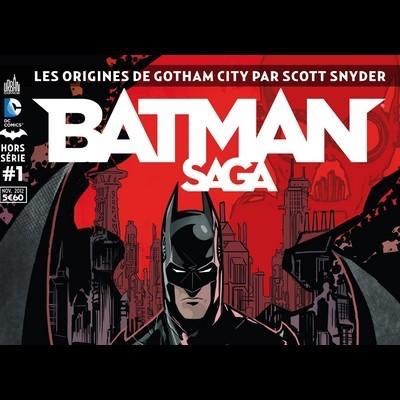 LES ORIGINES DE GOTHAM CITY PAR SCOTT SNYDER
URBAN
DC COMICS
HORS
SÉRIE
#1
NOV. 2012
5€60
BATMAN
SAGA